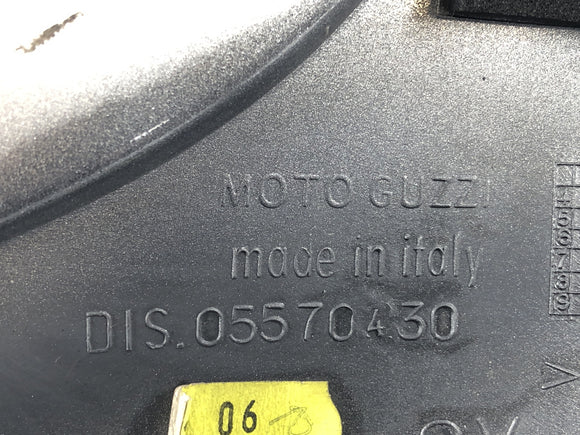 MOTO GUZZI
made in italy
DIS.05570430
06